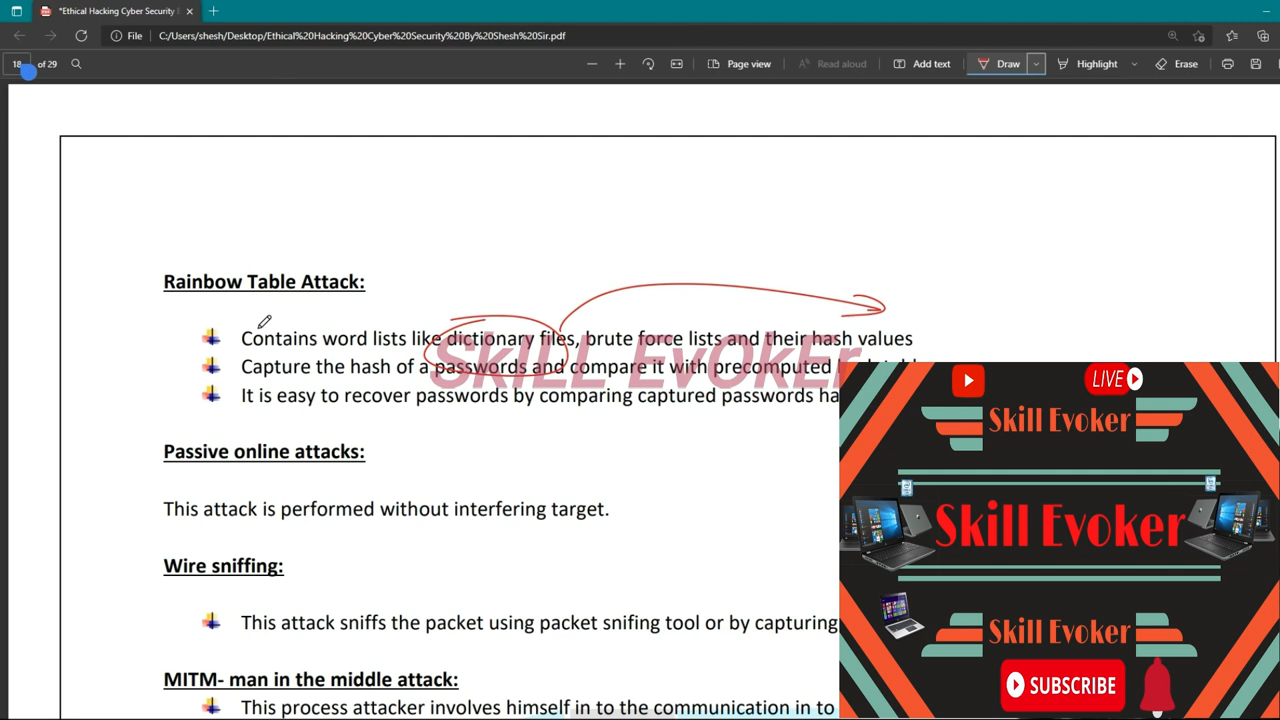 *Ethical Hacking Cyber Security
File C:/Users/shesh/Desktop/Ethical%20Hacking%20Cyber%20Security%20By%20Shesh%20Sir.pdf
18 of 29 Page view Read aloud Add text Draw Highlight Erase
Rainbow Table Attack:
Contains word lists like dictionary files, brute force lists and their hash values
SkILL EvOkEr
Capture the hash of a passwords and compare it with precomputed
It is easy to recover passwords by comparing captured passwords ha
Passive online attacks:
This attack is performed without interfering target.
Wire sniffing:
This attack sniffs the packet using packet snifing tool or by capturing
MITM- man in the middle attack:
This process attacker involves himself in to the communication in to
LIVE
Skill Evoker
Skill Evoker
Skill Evoker
SUBSCRIBE